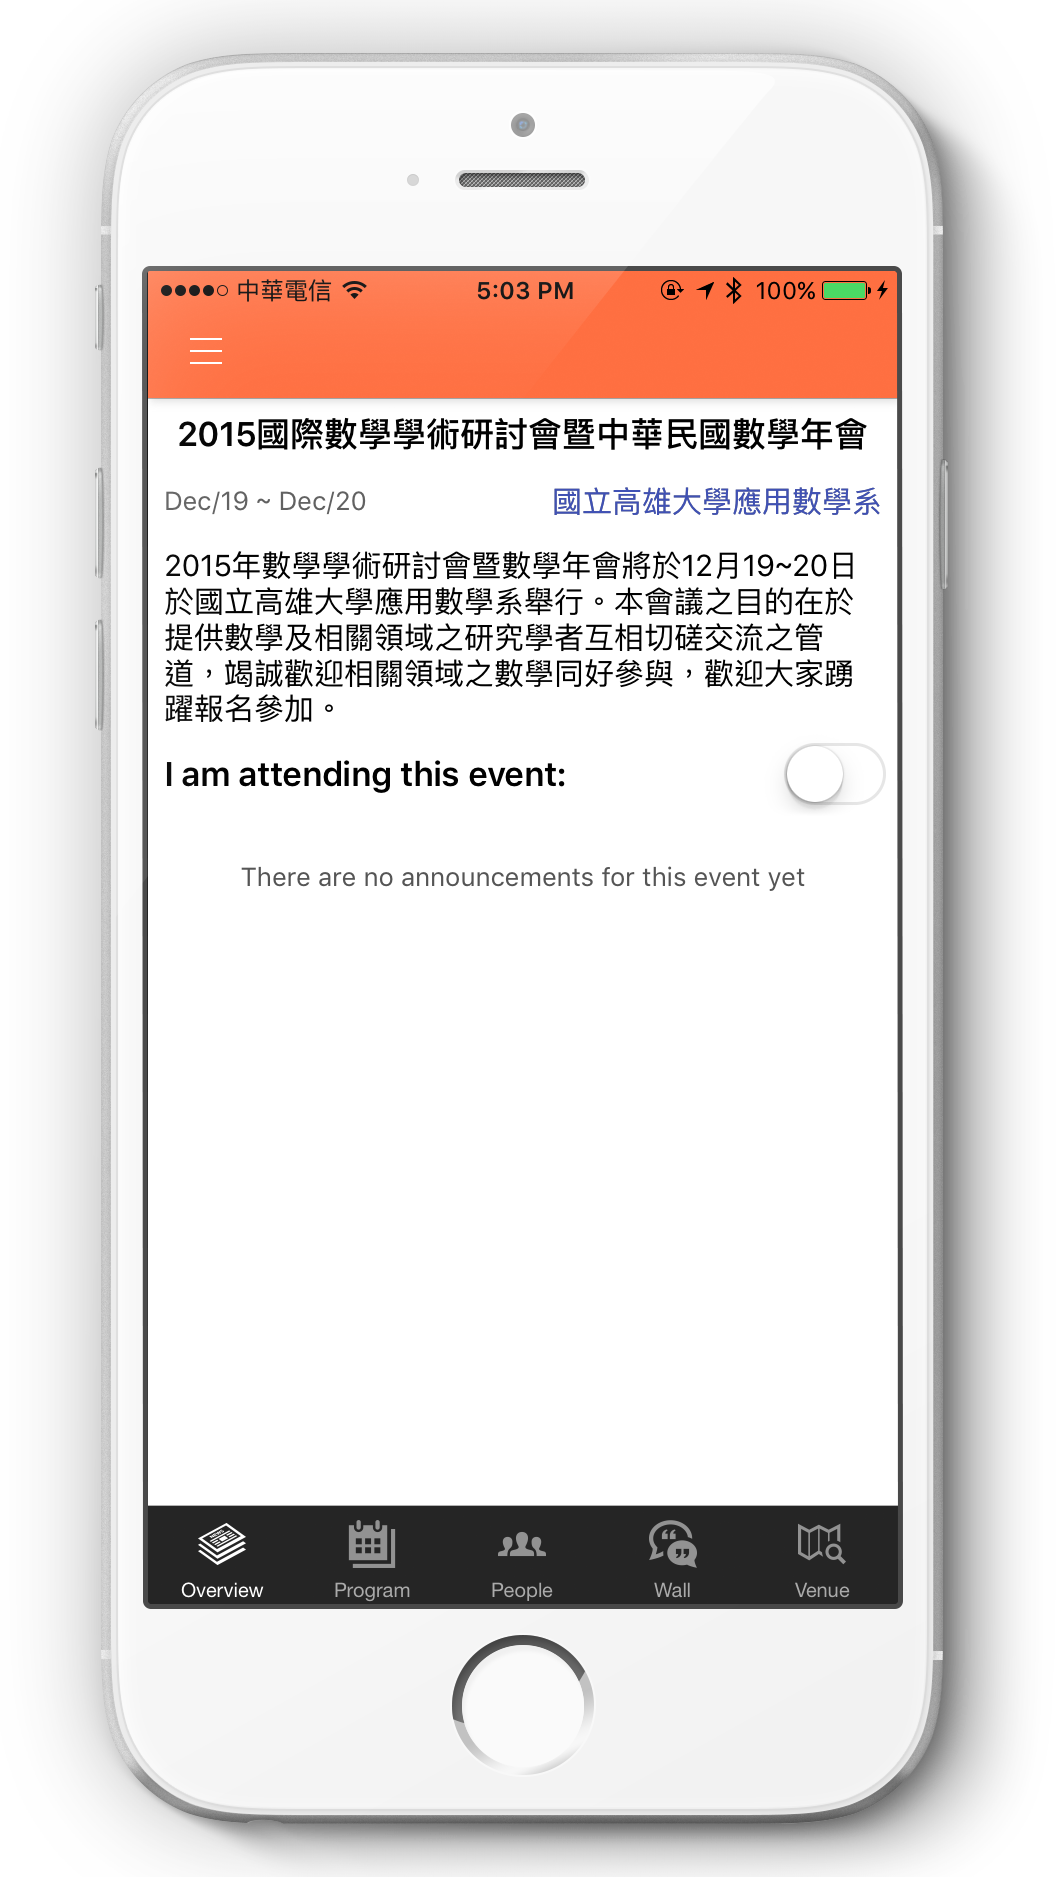 中華電信 5:03 PM 100%
2015國際數學學術研討會暨中華民國數學年會
Dec/19 ~ Dec/20 國立高雄大學應用數學系
2015年數學學術研討會暨數學年會將於12月19~20日
於國立高雄大學應用數學系舉行。本會議之目的在於
提供數學及相關領域之研究學者互相切磋交流之管
道，竭誠歡迎相關領域之數學同好參與，歡迎大家踴
躍報名參加。
I am attending this event:
There are no announcements for this event yet
Overview Program People Wall Venue